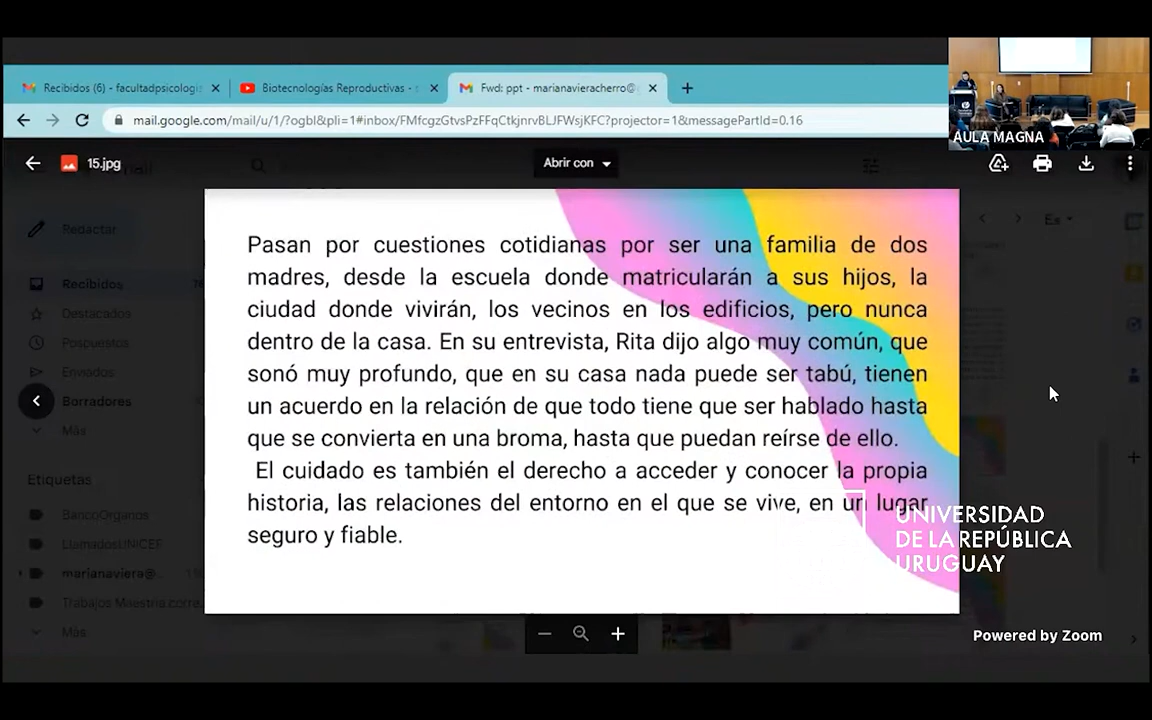 Recibidos (6) - facultadpsicologi
Biotecnologías Reproductivas -
Fwd: ppt - marianavieracherro@
mail.google.com/mail/u/1/?ogbl&pli=1#inbox/FMfcgzGtvsPzFFqCtkjnrvBLJFWsjKFC?projector=1&messagePartId=0.16
AULA MAGNA
15.jpg
Abrir con
Redactar
Es
Recibidos
Destacados
Pospuestos
Enviados
Borradores
Más
Etiquetas
BancoOrganos
LlamadosUNICEF
marianaviera@...
Trabajos Maestria.corre
Más
Pasan por cuestiones cotidianas por ser una familia de dos
madres, desde la escuela donde matricularán a sus hijos, la
ciudad donde vivirán, los vecinos en los edificios, pero nunca
dentro de la casa. En su entrevista, Rita dijo algo muy común, que
sonó muy profundo, que en su casa nada puede ser tabú, tienen
un acuerdo en la relación de que todo tiene que ser hablado hasta
que se convierta en una broma, hasta que puedan reírse de ello.
El cuidado es también el derecho a acceder y conocer la propia
historia, las relaciones del entorno en el que se vive, en un lugar
seguro y fiable.
UNIVERSIDAD
DE LA REPÚBLICA
URUGUAY
Powered by Zoom